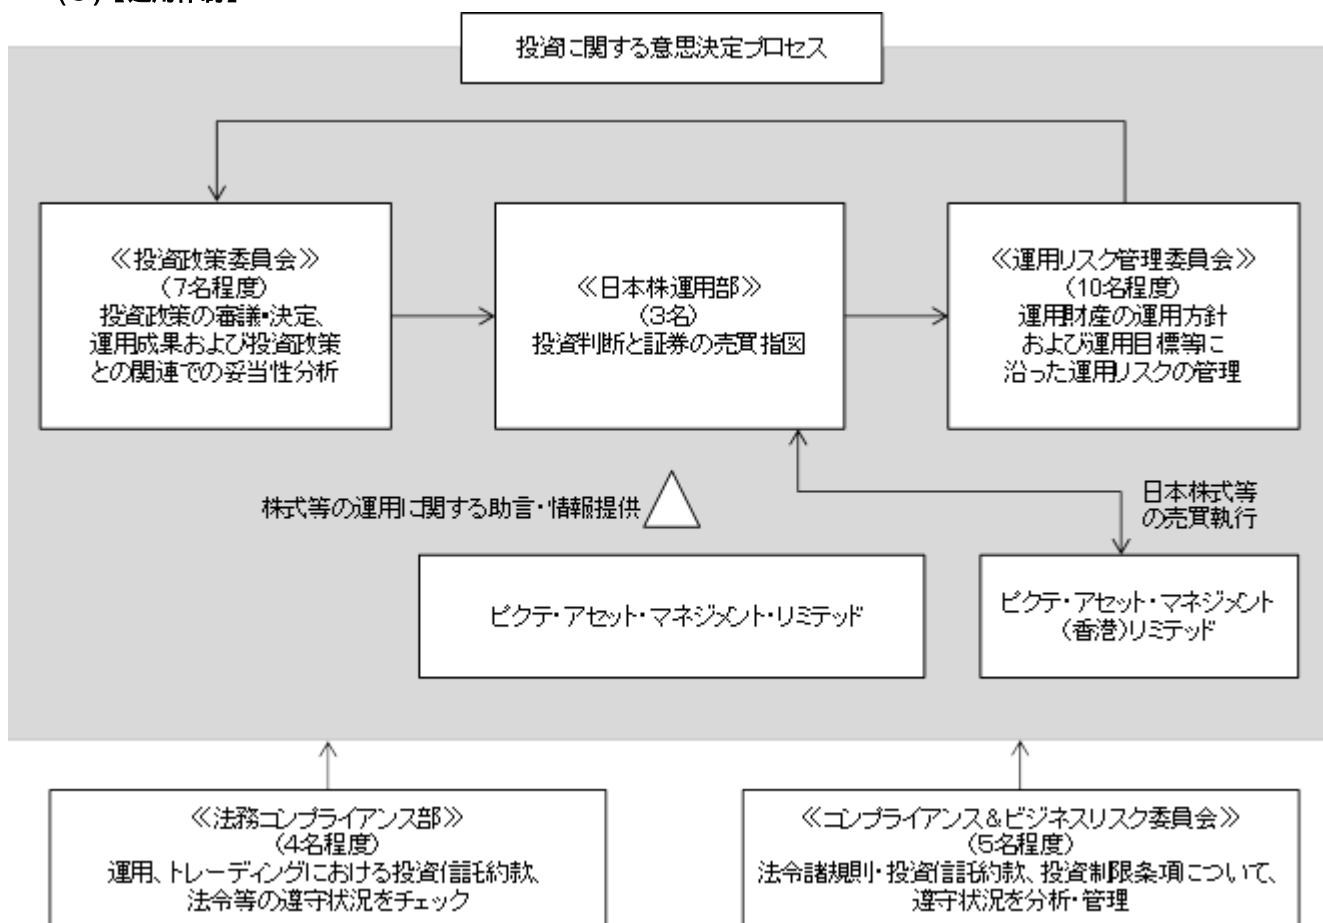 投資に関する意思決定プロセス
≪投資政策委員会≫
(7名程度)
投資政策の審議・決定、
運用成果および投資政策
との関連での妥当性分析
≪日本株運用部≫
(3名)
投資判断と証券の売買指図
≪運用リスク管理委員会≫
(10名程度)
運用財産の運用方針
および運用目標等に
沿った運用リスクの管理
株式等の運用に関する助言・情報提供
日本株式等
の売買執行
ピクテ・アセット・マネジメント・リミテッド
ピクテ・アセット・マネジメント
(香港)リミテッド
≪法務コンプライアンス部≫
(4名程度)
運用、トレーディングにおける投資信託約款、
法令等の遵守状況をチェック
≪コンプライアンス&ビジネスリスク委員会≫
(5名程度)
法令諸規則・投資信託約款、投資制限条項について、
遵守状況を分析・管理